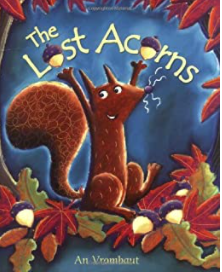 The
Lost Acorns
An Vrombaut